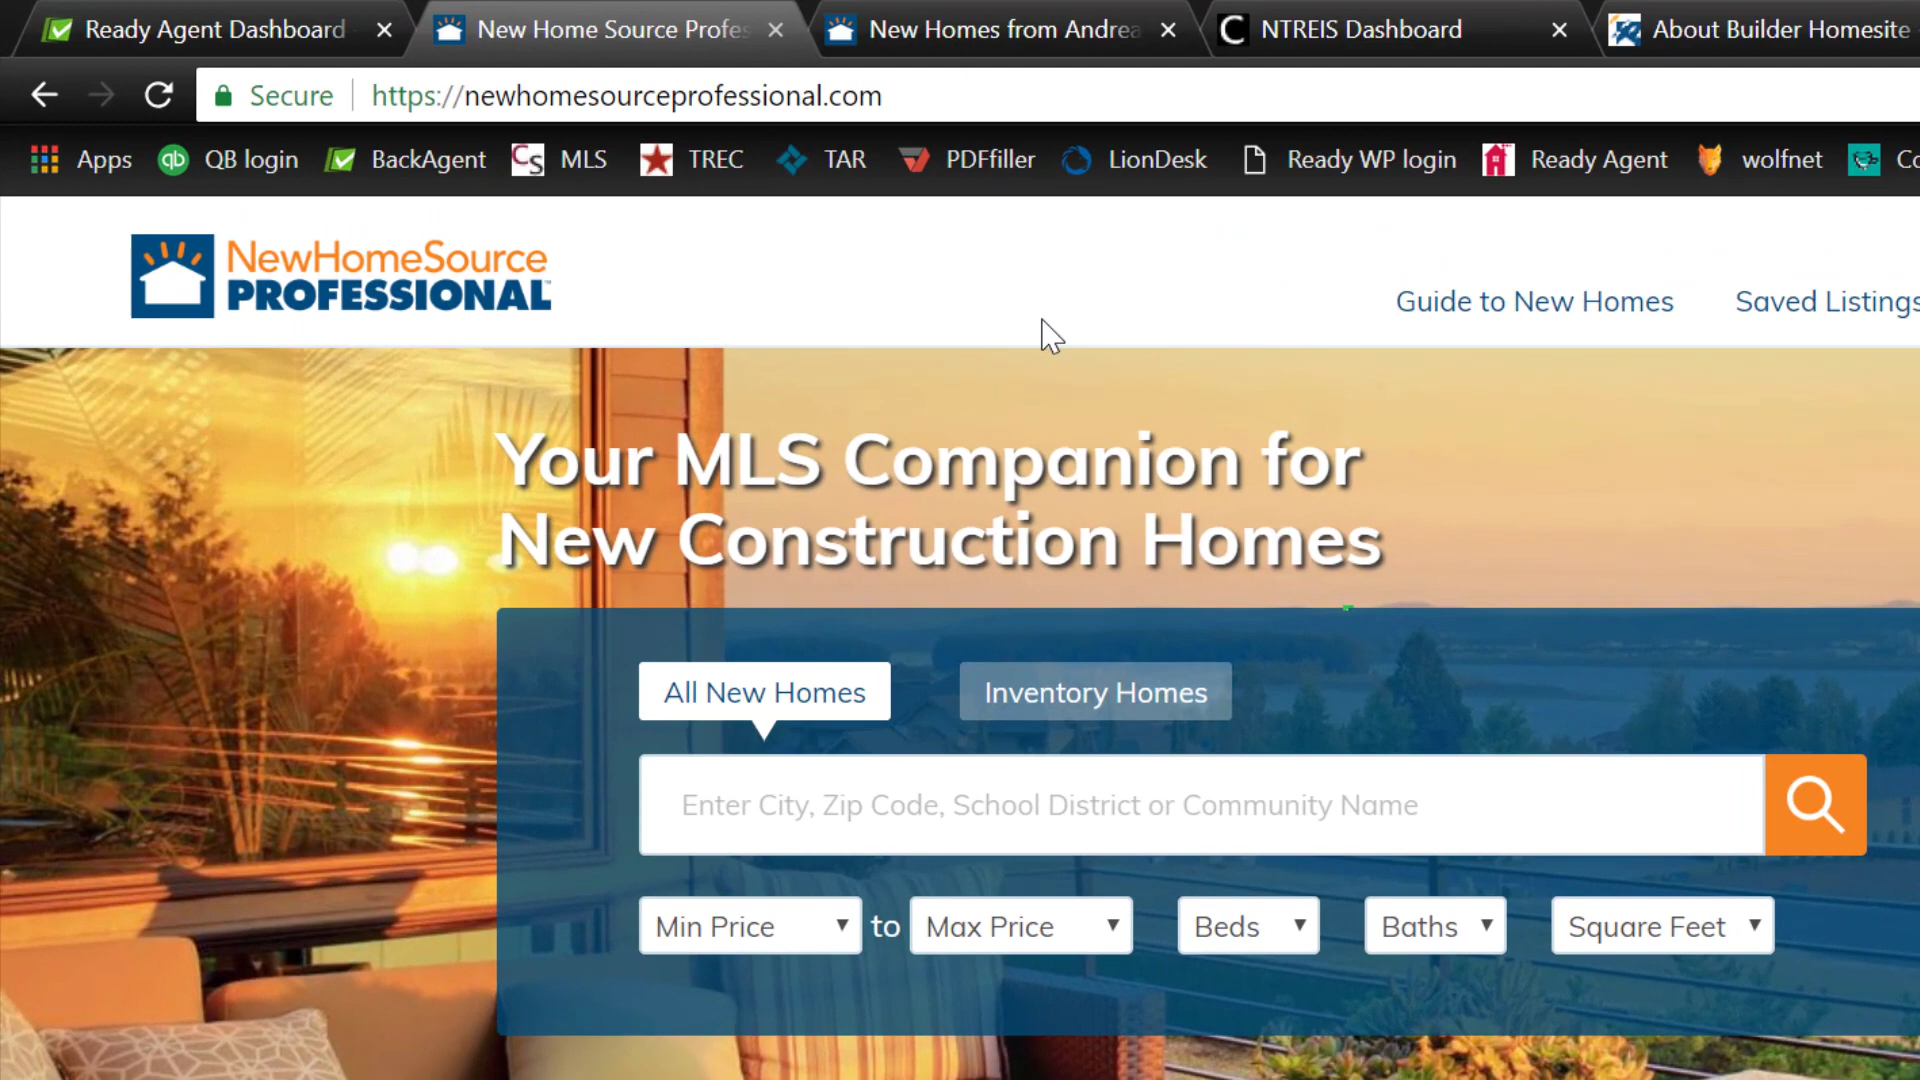 Ready Agent Dashboard
New Home Source Profes
New Homes from Andrea
NTREIS Dashboard
About Builder Homesite
Secure https://newhomesourceprofessional.com
Apps qb QB login BackAgent CS MLS TREC TAR PDFfiller LionDesk Ready WP login Ready Agent wolfnet Co
NewHomeSource
PROFESSIONAL
Guide to New Homes Saved Listings
Your MLS Companion for
New Construction Homes
All New Homes Inventory Homes
Enter City, Zip Code, School District or Community Name
Min Price to Max Price Beds Baths Square Feet